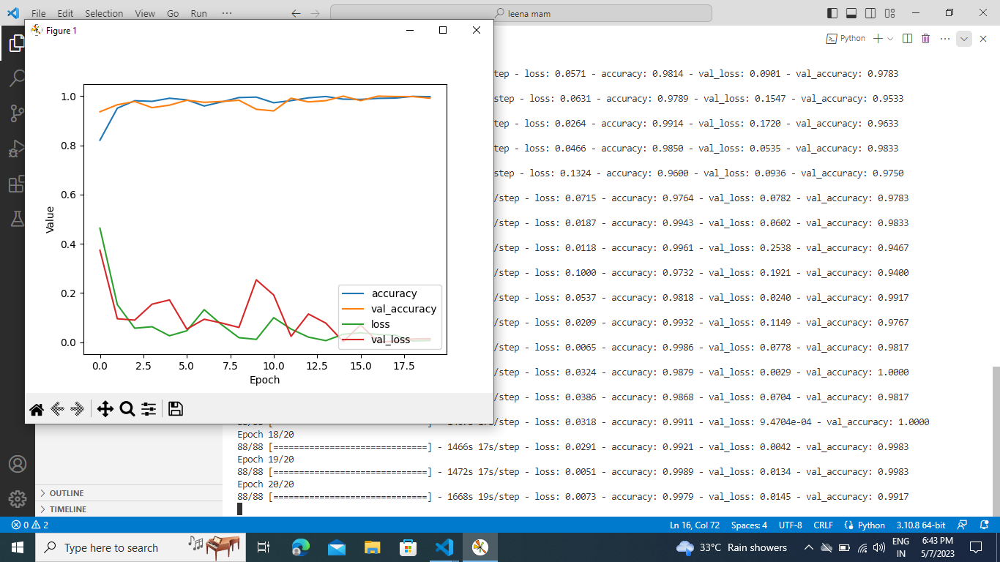 File Edit Selection View Go Run ···
leena mam
Figure 1
Python
1.0
0.8
0.6
0.4
0.2
0.0
Value
0.0 2.5 5.0 7.5 10.0 12.5 15.0 17.5
Epoch
accuracy
val_accuracy
loss
val_loss
tep - loss: 0.0571 - accuracy: 0.9814 - val_loss: 0.0901 - val_accuracy: 0.9783
step - loss: 0.0631 - accuracy: 0.9789 - val_loss: 0.1547 - val_accuracy: 0.9533
tep - loss: 0.0264 - accuracy: 0.9914 - val_loss: 0.1720 - val_accuracy: 0.9633
tep - loss: 0.0466 - accuracy: 0.9850 - val_loss: 0.0535 - val_accuracy: 0.9833
step - loss: 0.1324 - accuracy: 0.9600 - val_loss: 0.0936 - val_accuracy: 0.9750
/step - loss: 0.0715 - accuracy: 0.9764 - val_loss: 0.0782 - val_accuracy: 0.9783
/step - loss: 0.0187 - accuracy: 0.9943 - val_loss: 0.0602 - val_accuracy: 0.9833
/step - loss: 0.0118 - accuracy: 0.9961 - val_loss: 0.2538 - val_accuracy: 0.9467
/step - loss: 0.1000 - accuracy: 0.9732 - val_loss: 0.1921 - val_accuracy: 0.9400
/step - loss: 0.0537 - accuracy: 0.9818 - val_loss: 0.0240 - val_accuracy: 0.9917
/step - loss: 0.0209 - accuracy: 0.9932 - val_loss: 0.1149 - val_accuracy: 0.9767
/step - loss: 0.0065 - accuracy: 0.9986 - val_loss: 0.0778 - val_accuracy: 0.9817
/step - loss: 0.0324 - accuracy: 0.9879 - val_loss: 0.0029 - val_accuracy: 1.0000
/step - loss: 0.0386 - accuracy: 0.9868 - val_loss: 0.0704 - val_accuracy: 0.9817
/step - loss: 0.0318 - accuracy: 0.9911 - val_loss: 9.4704e-04 - val_accuracy: 1.0000
Epoch 18/20
88/88 [==============================] - 1466s 17s/step - loss: 0.0291 - accuracy: 0.9921 - val_loss: 0.0042 - val_accuracy: 0.9983
Epoch 19/20
88/88 [==============================] - 1472s 17s/step - loss: 0.0051 - accuracy: 0.9989 - val_loss: 0.0134 - val_accuracy: 0.9983
Epoch 20/20
88/88 [==============================] - 1668s 19s/step - loss: 0.0073 - accuracy: 0.9979 - val_loss: 0.0145 - val_accuracy: 0.9917
OUTLINE
TIMELINE
0 2
Ln 16, Col 72 Spaces: 4 UTF-8 CRLF Python 3.10.8 64-bit
Type here to search
33°C Rain showers
ENG
IN
6:43 PM
5/7/2023